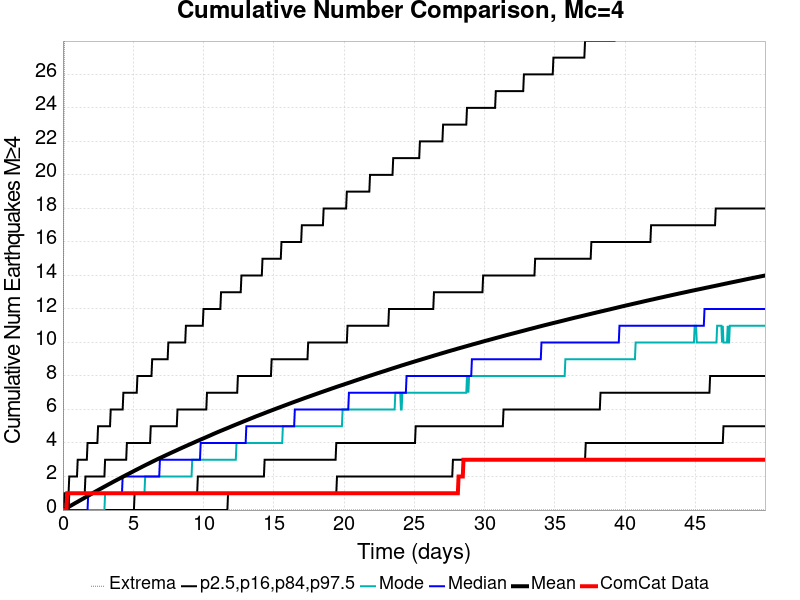 Cumulative Number Comparison, Mc=4
Cumulative Num Earthquakes M≥4
26
24
22
20
18
16
14
12
10
8
6
4
2
0
0 5 10 15 20 25 30 35 40 45
Time (days)
Extrema p2.5,p16,p84,p97.5 Mode Median Mean ComCat Data